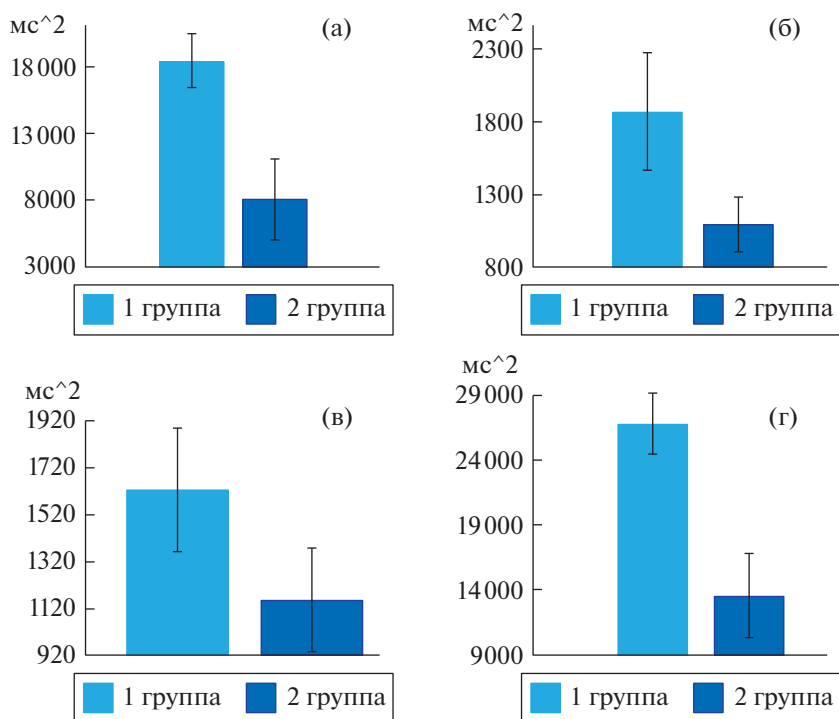 мс^2
(а)
18 000
13 000
8000
3000
1 группа 2 группа
мс^2
(б)
2300
1800
1300
800
1 группа 2 группа
мс^2
(в)
1920
1720
1520
1320
1120
920
1 группа 2 группа
мс^2
(г)
29 000
24 000
19 000
14 000
9000
1 группа 2 группа